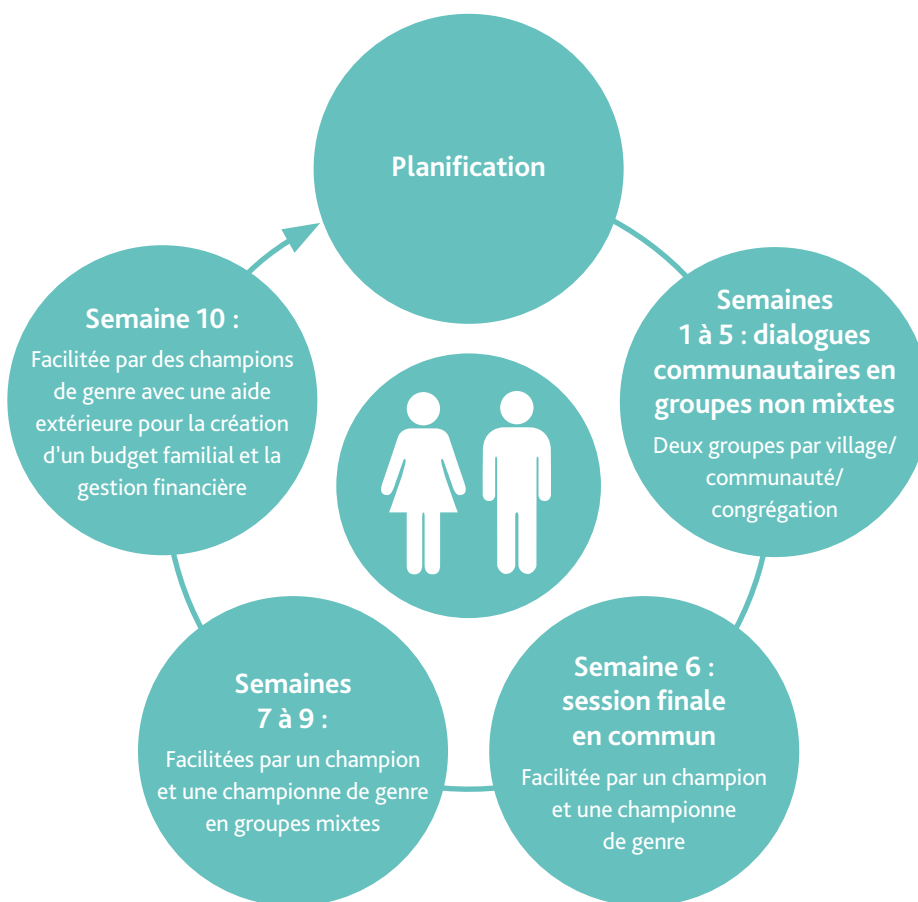 Planification
Semaines
1 à 5 : dialogues
communautaires en
groupes non mixtes
Deux groupes par village/
communauté/
congrégation
Semaine 6 :
session finale
en commun
Facilitée par un champion
et une championne
de genre
Semaines
7 à 9 :
Facilitées par un champion
et une championne de genre
en groupes mixtes
Semaine 10 :
Facilitée par des champions
de genre avec une aide
extérieure pour la création
d’un budget familial et la
gestion financière